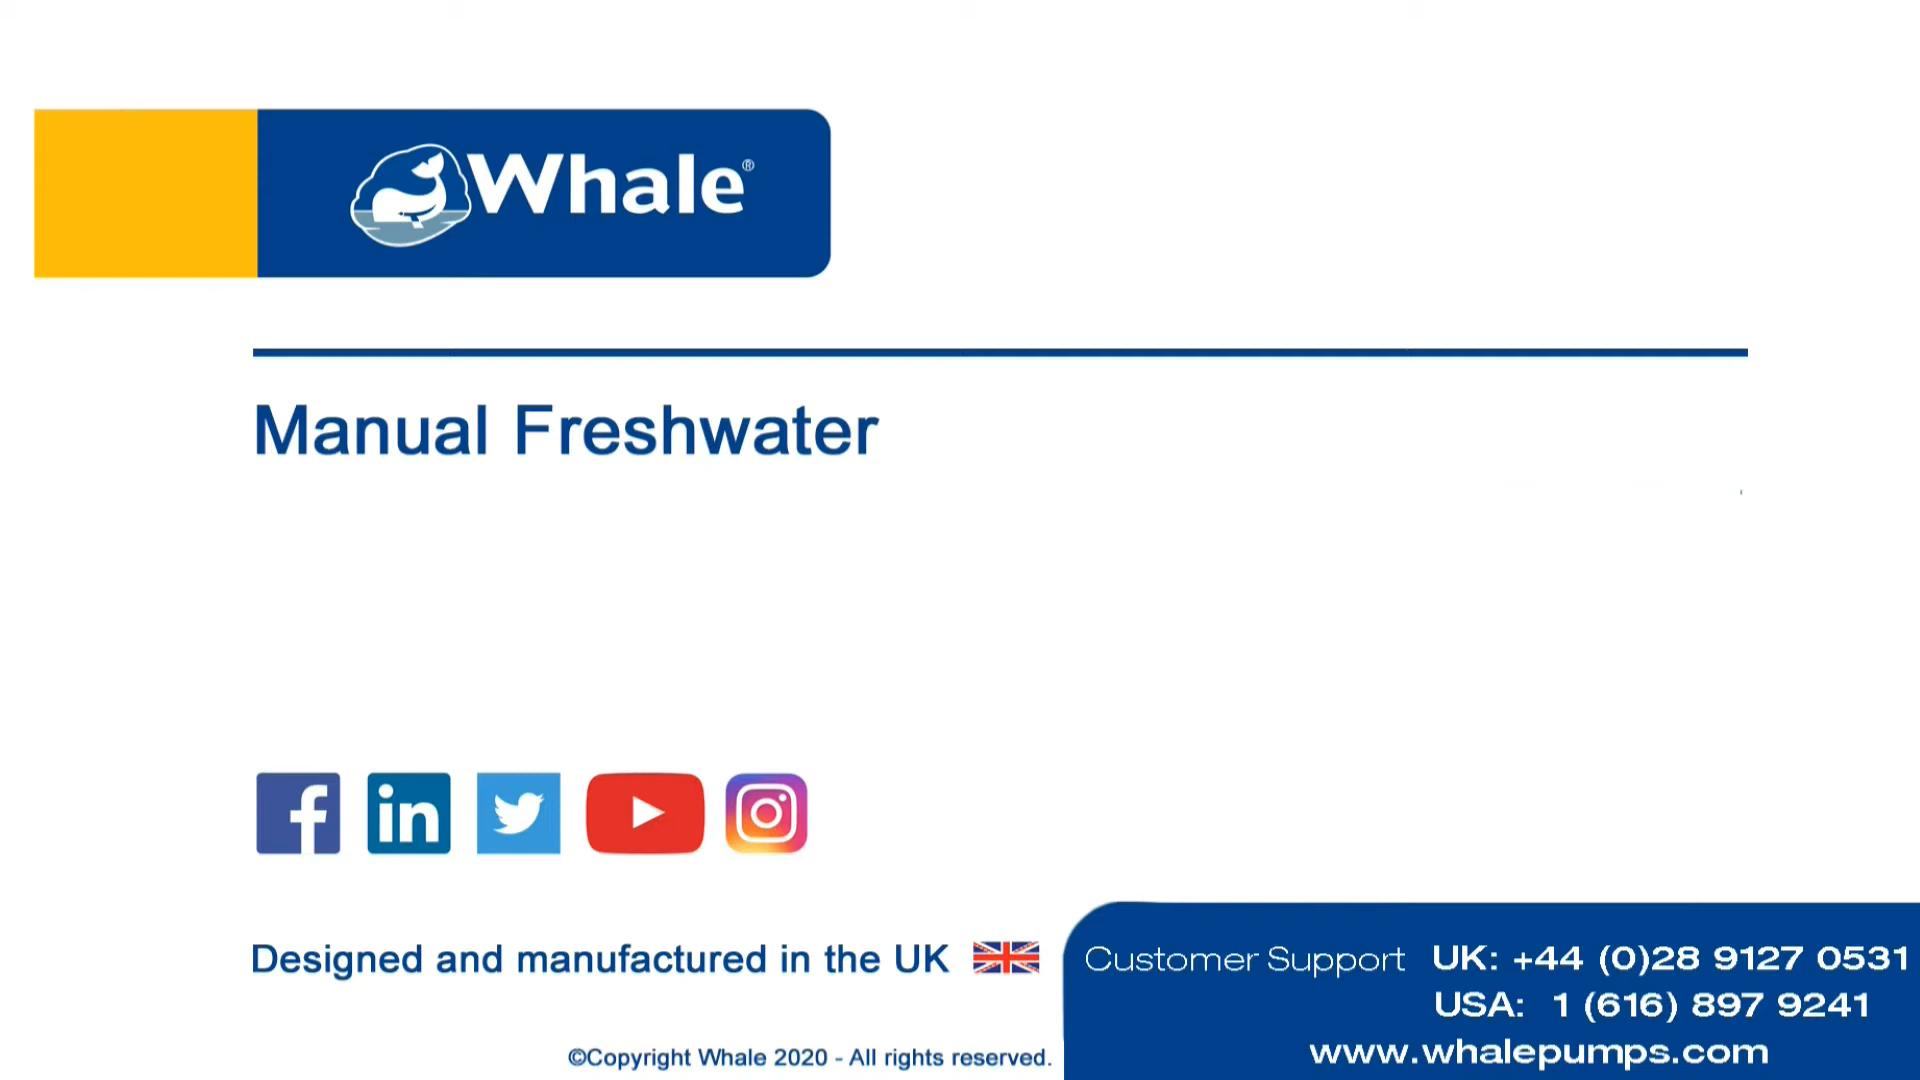 Whale®
Manual Freshwater
f
in
Designed and manufactured in the UK
Customer Support UK: +44 (0)28 9127 0531
USA: 1 (616) 897 9241
www.whalepumps.com
©Copyright Whale 2020 - All rights reserved.